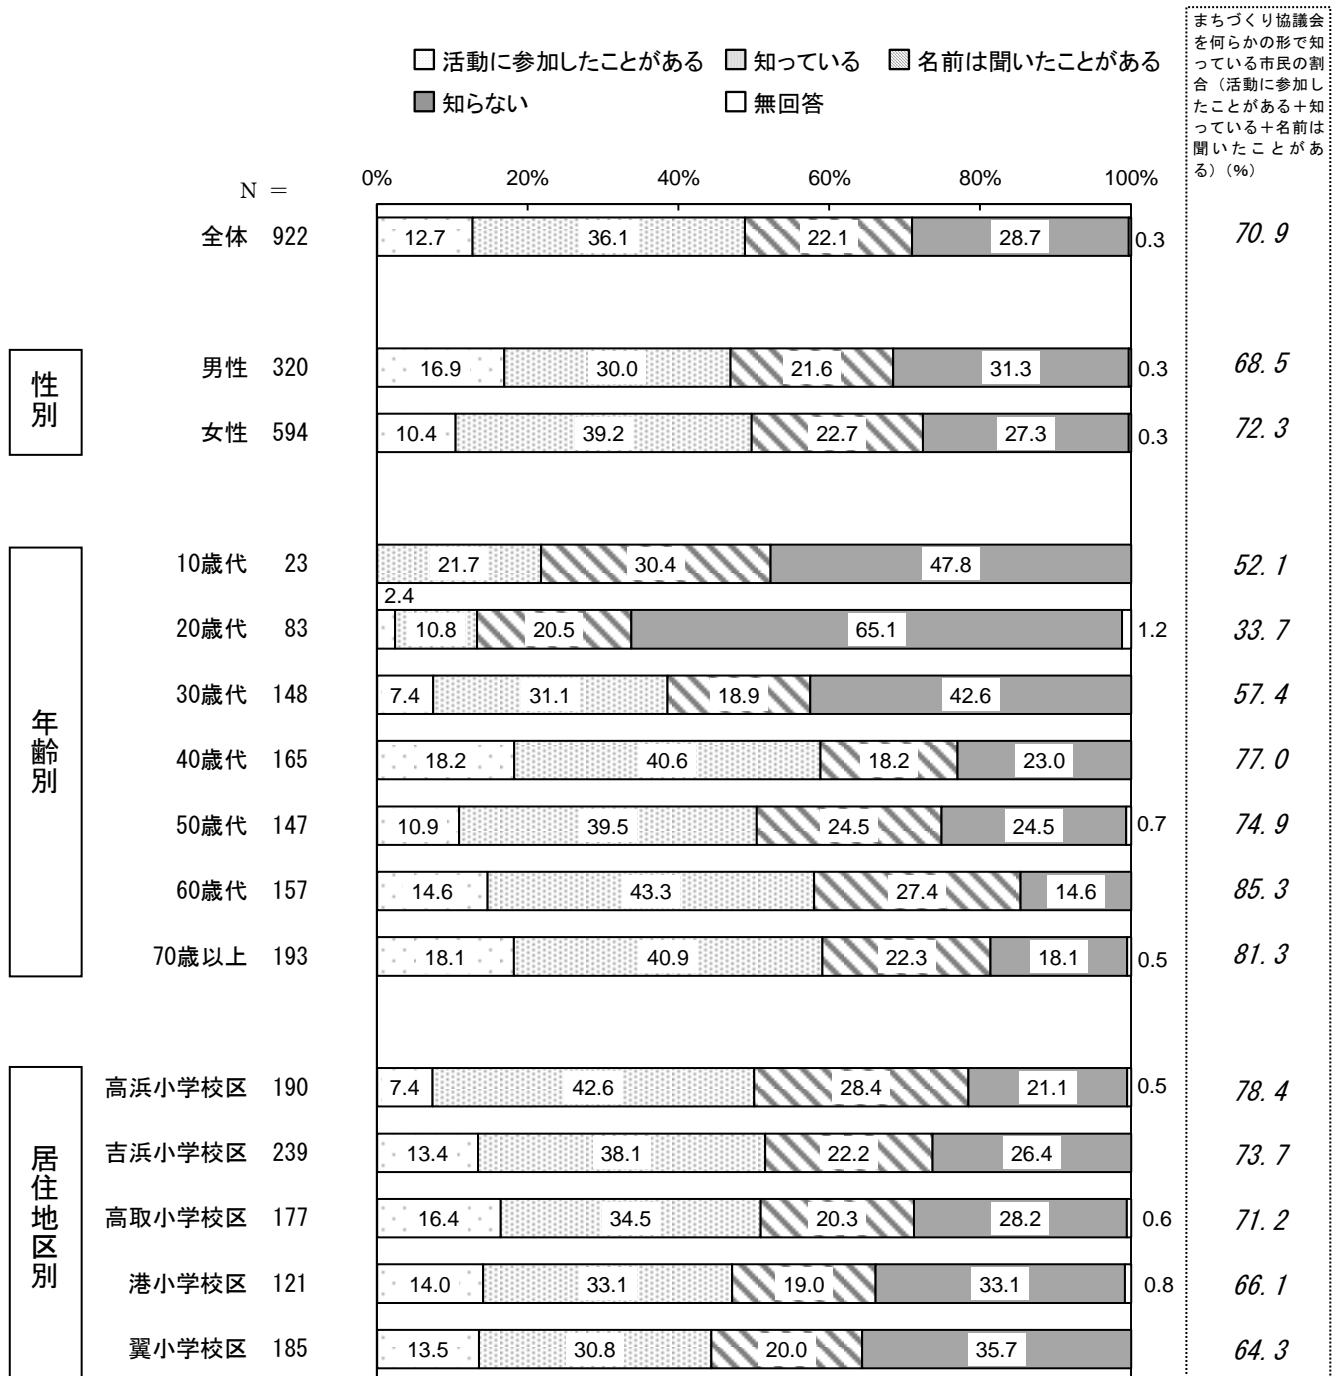 まちづくり協議会
を何らかの形で知
っている市民の割
合（活動に参加し
たことがある＋知
っている＋名前は
聞いたことがあ
る）（%）
活動に参加したことがある 知っている 名前は聞いたことがある
知らない 無回答
N =
0% 20% 40% 60% 80% 100%
全体 922 12.7 36.1 22.1 28.7 0.3 70.9
性別
男性 320 16.9 30.0 21.6 31.3 0.3 68.5
女性 594 10.4 39.2 22.7 27.3 0.3 72.3
年齢別
10歳代 23 21.7 30.4 47.8 52.1
2.4
20歳代 83 10.8 20.5 65.1 1.2 33.7
30歳代 148 7.4 31.1 18.9 42.6 57.4
40歳代 165 18.2 40.6 18.2 23.0 77.0
50歳代 147 10.9 39.5 24.5 24.5 0.7 74.9
60歳代 157 14.6 43.3 27.4 14.6 85.3
70歳以上 193 18.1 40.9 22.3 18.1 0.5 81.3
居住地区別
高浜小学校区 190 7.4 42.6 28.4 21.1 0.5 78.4
吉浜小学校区 239 13.4 38.1 22.2 26.4 73.7
高取小学校区 177 16.4 34.5 20.3 28.2 0.6 71.2
港小学校区 121 14.0 33.1 19.0 33.1 0.8 66.1
翼小学校区 185 13.5 30.8 20.0 35.7 64.3